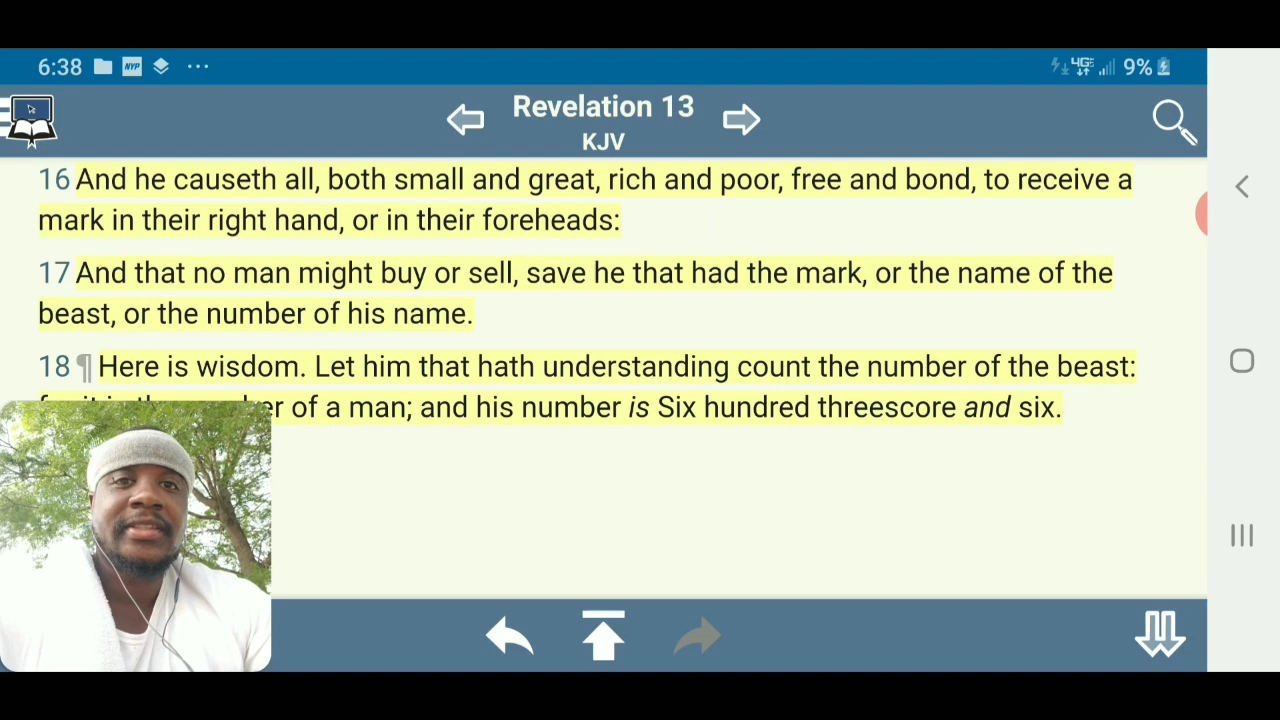 6:38 NYP ... 4GE 9%
Revelation 13
KJV
16 And he causeth all, both small and great, rich and poor, free and bond, to receive a
mark in their right hand, or in their foreheads:
17 And that no man might buy or sell, save he that had the mark, or the name of the
beast, or the number of his name.
18 ¶ Here is wisdom. Let him that hath understanding count the number of the beast:
of a man; and his number is Six hundred threescore and six.